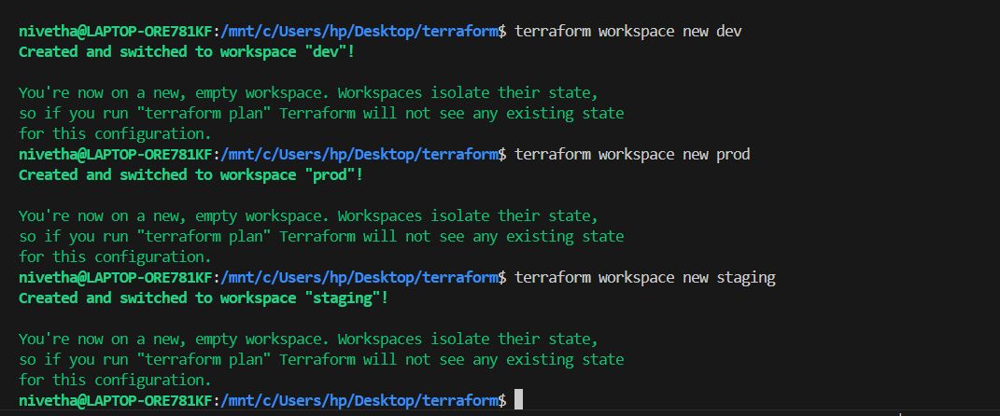 nivetha@LAPTOP-ORE781KF:/mnt/c/Users/hp/Desktop/terraform$ terraform workspace new dev
Created and switched to workspace "dev"!
You're now on a new, empty workspace. Workspaces isolate their state,
so if you run "terraform plan" Terraform will not see any existing state
for this configuration.
nivetha@LAPTOP-ORE781KF:/mnt/c/Users/hp/Desktop/terraform$ terraform workspace new prod
Created and switched to workspace "prod"!
You're now on a new, empty workspace. Workspaces isolate their state,
so if you run "terraform plan" Terraform will not see any existing state
for this configuration.
nivetha@LAPTOP-ORE781KF:/mnt/c/Users/hp/Desktop/terraform$ terraform workspace new staging
Created and switched to workspace "staging"!
You're now on a new, empty workspace. Workspaces isolate their state,
so if you run "terraform plan" Terraform will not see any existing state
for this configuration.
nivetha@LAPTOP-ORE781KF:/mnt/c/Users/hp/Desktop/terraform$